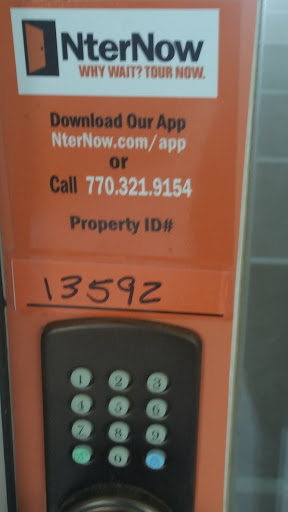 NterNow
WHY WAIT? TOUR NOW.
Download Our App
NterNow.com/app
or
Call 770.321.9154
Property ID#
13592
1 2 3
4 5 6
7 8 9
0